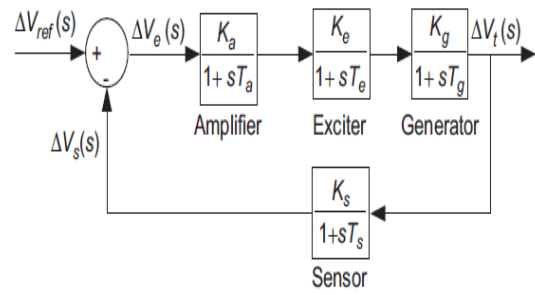 ΔV_ref(s)
+
-
ΔV_e(s)
K_a
1+sT_a
Amplifier
K_e
1+sT_e
Exciter
K_g
1+sT_g
Generator
ΔV_t(s)
ΔV_s(s)
K_s
1+sT_s
Sensor